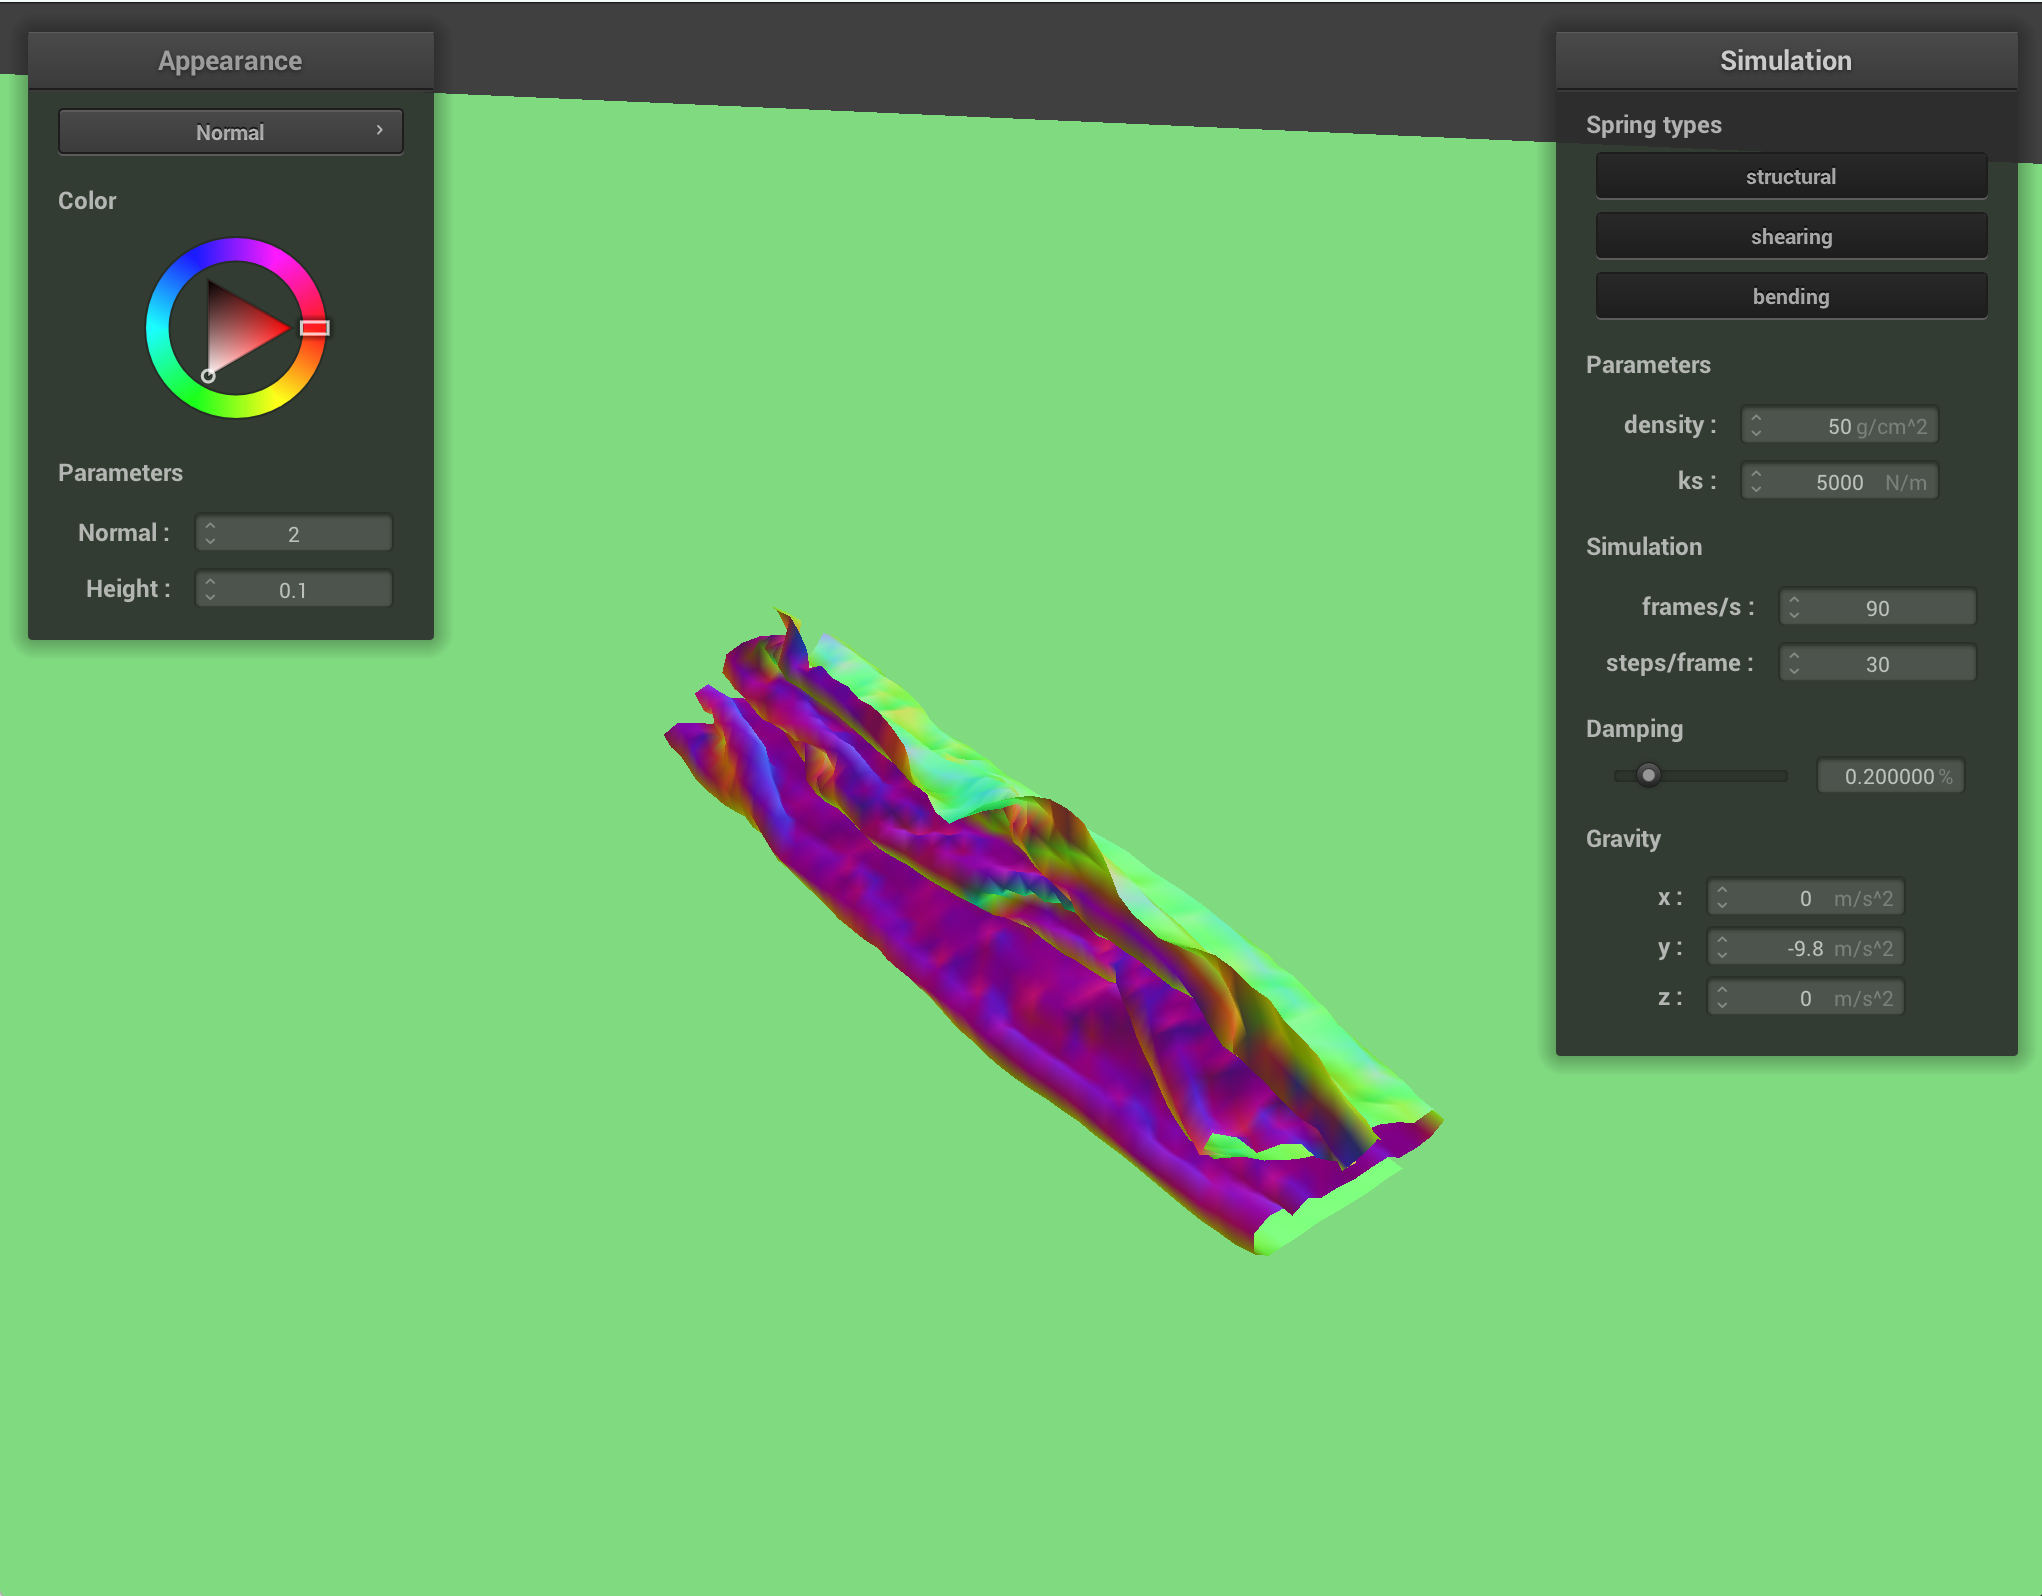 Appearance
Normal
Color
Parameters
Normal : 2
Height : 0.1
Simulation
Spring types
structural
shearing
bending
Parameters
density : 50 g/cm^2
ks : 5000 N/m
Simulation
frames/s : 90
steps/frame : 30
Damping
0.200000 %
Gravity
x : 0 m/s^2
y : -9.8 m/s^2
z : 0 m/s^2